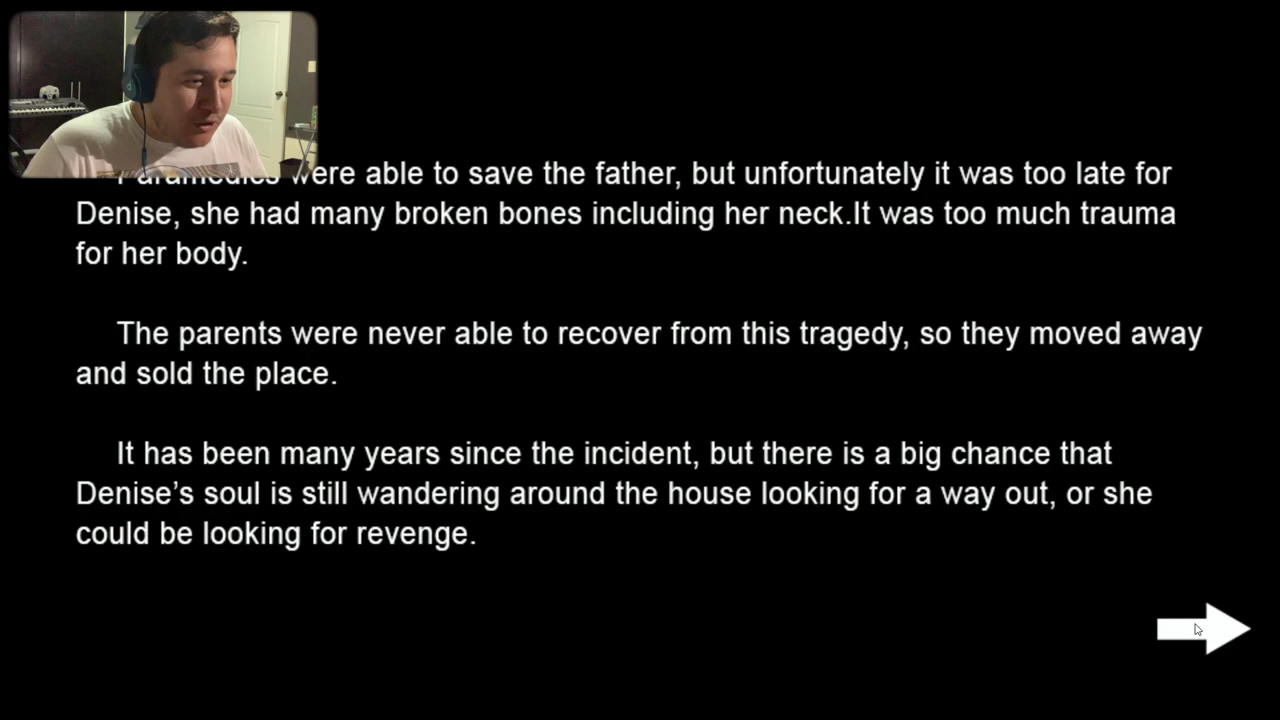 Paramedics were able to save the father, but unfortunately it was too late for
Denise, she had many broken bones including her neck.It was too much trauma
for her body.
The parents were never able to recover from this tragedy, so they moved away
and sold the place.
It has been many years since the incident, but there is a big chance that
Denise’s soul is still wandering around the house looking for a way out, or she
could be looking for revenge.